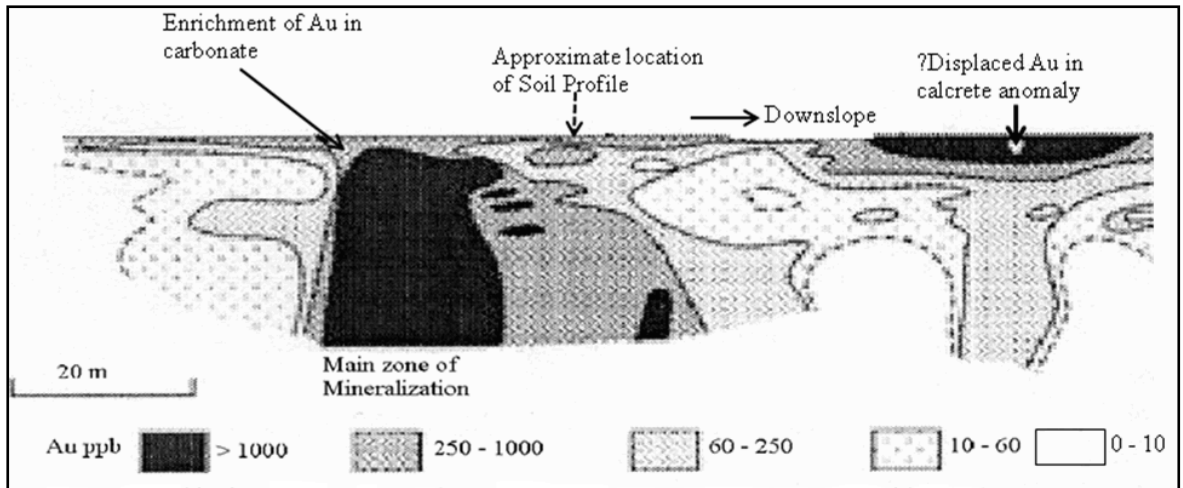 Enrichment of Au in
carbonate
Approximate location
of Soil Profile
?Displaced Au in
calcrete anomaly
Downslope
20 m
Main zone of
Mineralization
Au ppb > 1000 250 - 1000 60 - 250 10 - 60 0 - 10